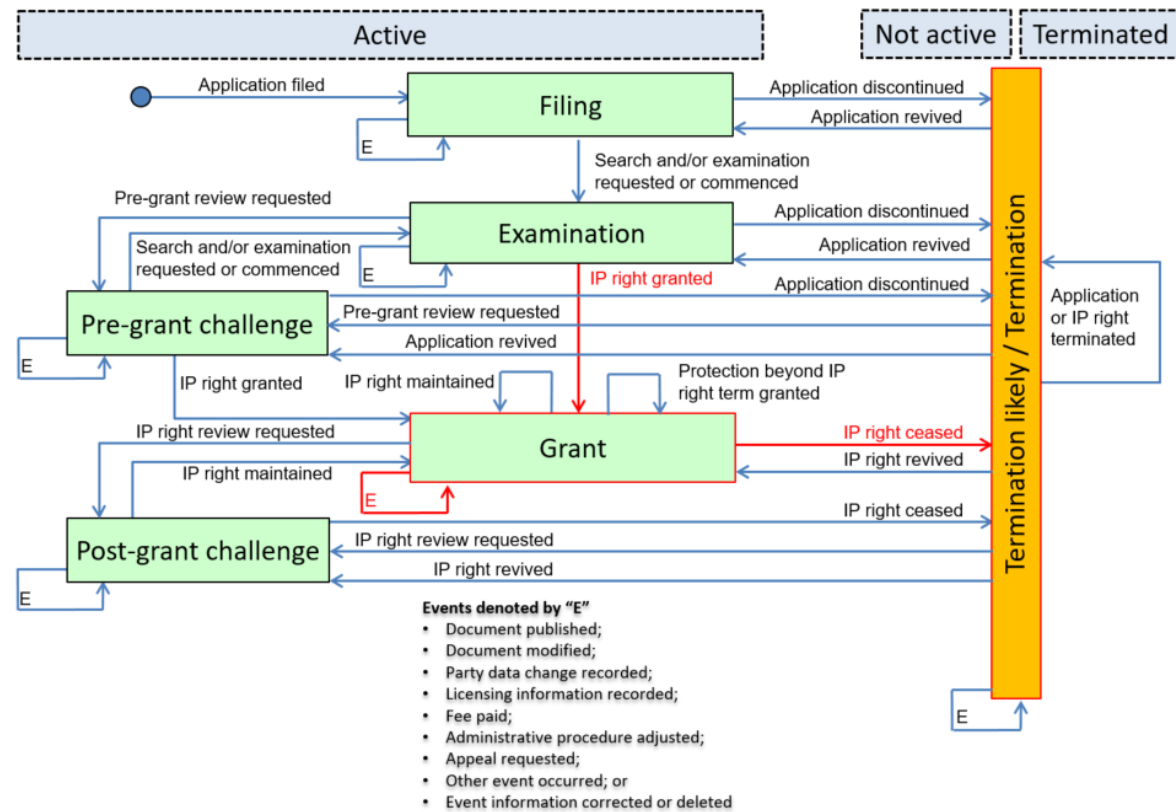 Active
Not active
Terminated
Application filed
Filing
Application discontinued
Application revived
E
Search and/or examination
requested or commenced
Pre-grant review requested
Examination
Application discontinued
Search and/or examination
requested or commenced
Application revived
E
IP right granted
Application discontinued
Pre-grant challenge
Pre-grant review requested
Application revived
E
Application
or IP right
terminated
Termination likely / Termination
IP right granted
IP right maintained
Protection beyond IP
right term granted
IP right review requested
Grant
IP right ceased
IP right maintained
IP right revived
E
IP right ceased
Post-grant challenge
IP right review requested
IP right revived
E
E
Events denoted by “E”
• Document published;
• Document modified;
• Party data change recorded;
• Licensing information recorded;
• Fee paid;
• Administrative procedure adjusted;
• Appeal requested;
• Other event occurred; or
• Event information corrected or deleted